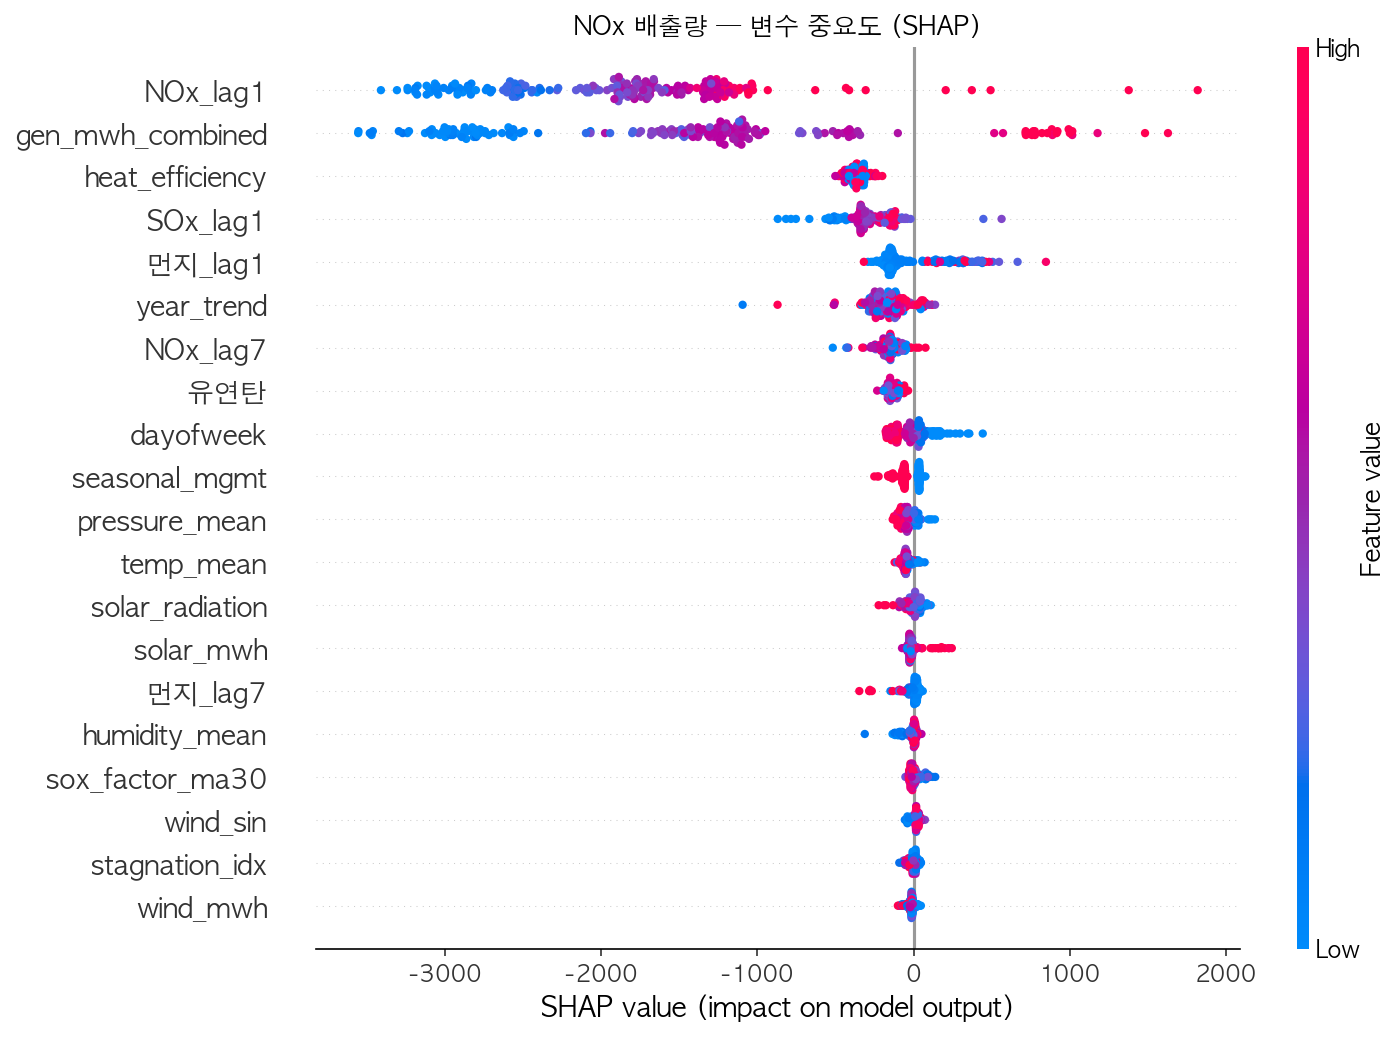 NOx 배출량 — 변수 중요도 (SHAP)
High
NOx_lag1
gen_mwh_combined
heat_efficiency
SOx_lag1
먼지_lag1
year_trend
NOx_lag7
유연탄
dayofweek
seasonal_mgmt
pressure_mean
temp_mean
solar_radiation
solar_mwh
먼지_lag7
humidity_mean
sox_factor_ma30
wind_sin
stagnation_idx
wind_mwh
Feature value
Low
-3000 -2000 -1000 0 1000 2000
SHAP value (impact on model output)